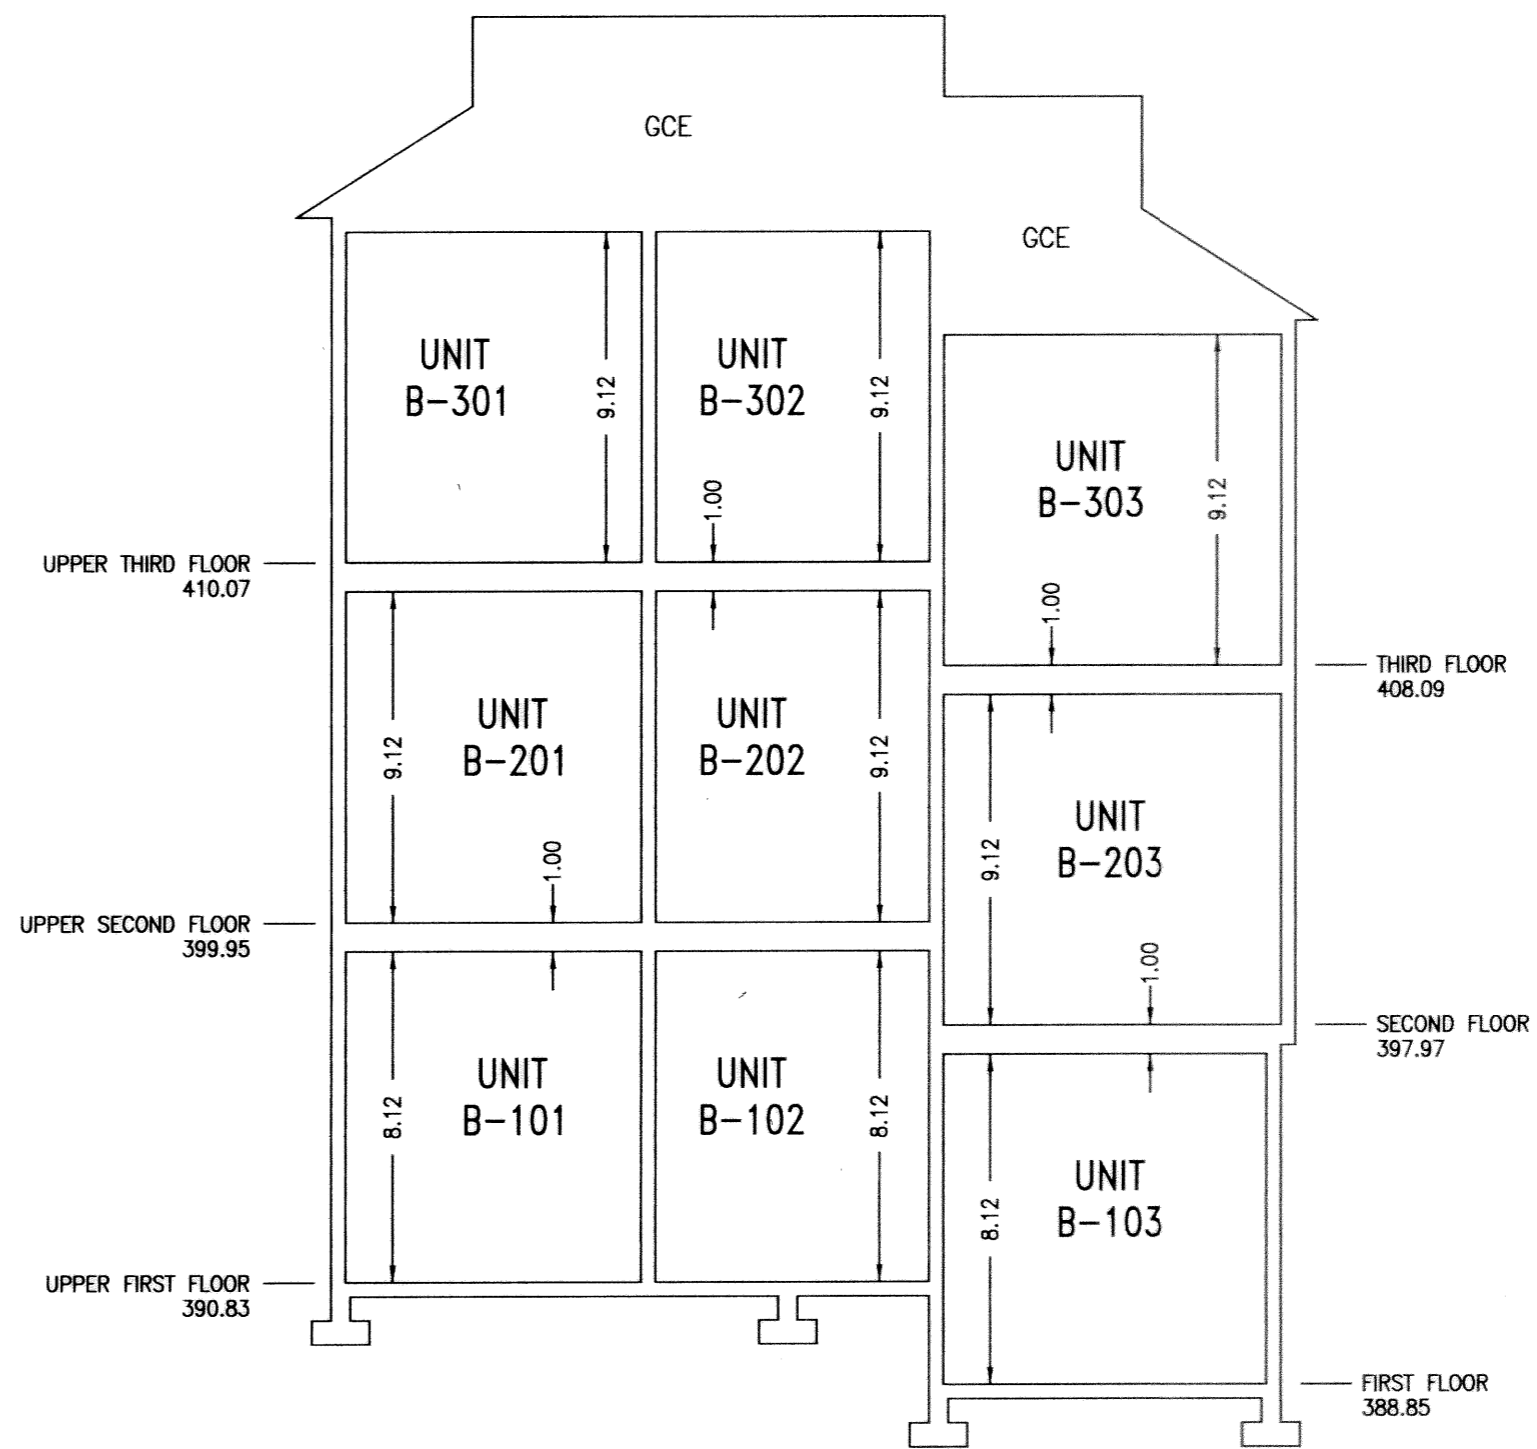 GCE
GCE
UNIT
B-301
9.12
UNIT
B-302
9.12
1.00
UNIT
B-303
9.12
1.00
UPPER THIRD FLOOR
410.07
THIRD FLOOR
408.09
9.12
UNIT
B-201
1.00
UNIT
B-202
9.12
9.12
UNIT
B-203
1.00
UPPER SECOND FLOOR
399.95
SECOND FLOOR
397.97
8.12
UNIT
B-101
UNIT
B-102
8.12
8.12
UNIT
B-103
UPPER FIRST FLOOR
390.83
FIRST FLOOR
388.85